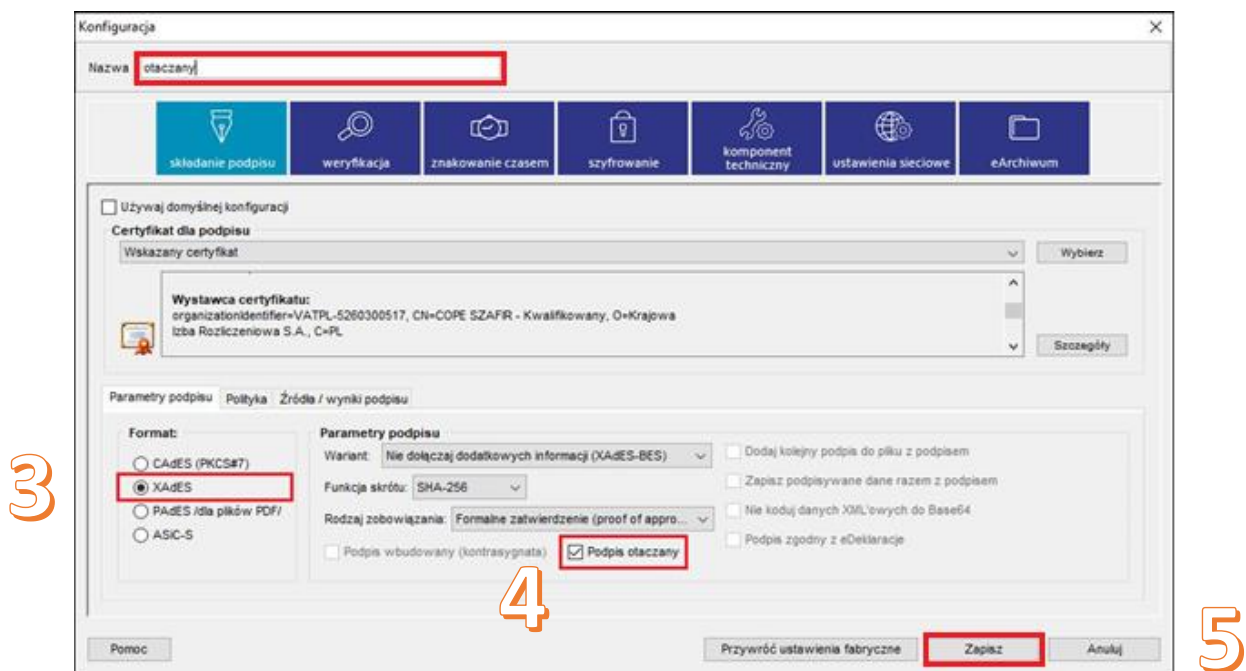 Konfiguracja
Nazwa otaczany
składanie podpisu
weryfikacja
znakowanie czasem
szyfrowanie
komponent
techniczny
ustawienia sieciowe
eArchiwum
Używaj domyślnej konfiguracji
Certyfikat dla podpisu
Wskazany certyfikat
Wybierz
Wystawca certyfikatu:
organizationIdentifier=VATPL-5260300517, CN=COPE SZAFIR - Kwalifikowany, O=Krajowa
Izba Rozliczeniowa S.A., C=PL
Szczegóły
Parametry podpisu Polityka Źródła / wyniki podpisu
Format:
CAdES (PKCS#7)
3
XAdES
PAdES /dla plików PDF/
ASiC-S
Parametry podpisu
Wariant: Nie dołączaj dodatkowych informacji (XAdES-BES)
Funkcja skrótu: SHA-256
Rodzaj zobowiązania: Formalne zatwierdzenie (proof of appro...
Podpis wbudowany (kontrasygnata)
Podpis otaczany
4
Dodaj kolejny podpis do pliku z podpisem
Zapisz podpisywane dane razem z podpisem
Nie koduj danych XML'owych do Base64
Podpis zgodny z eDeklaracje
Pomoc
Przywróć ustawienia fabryczne
Zapisz
Anuluj
5